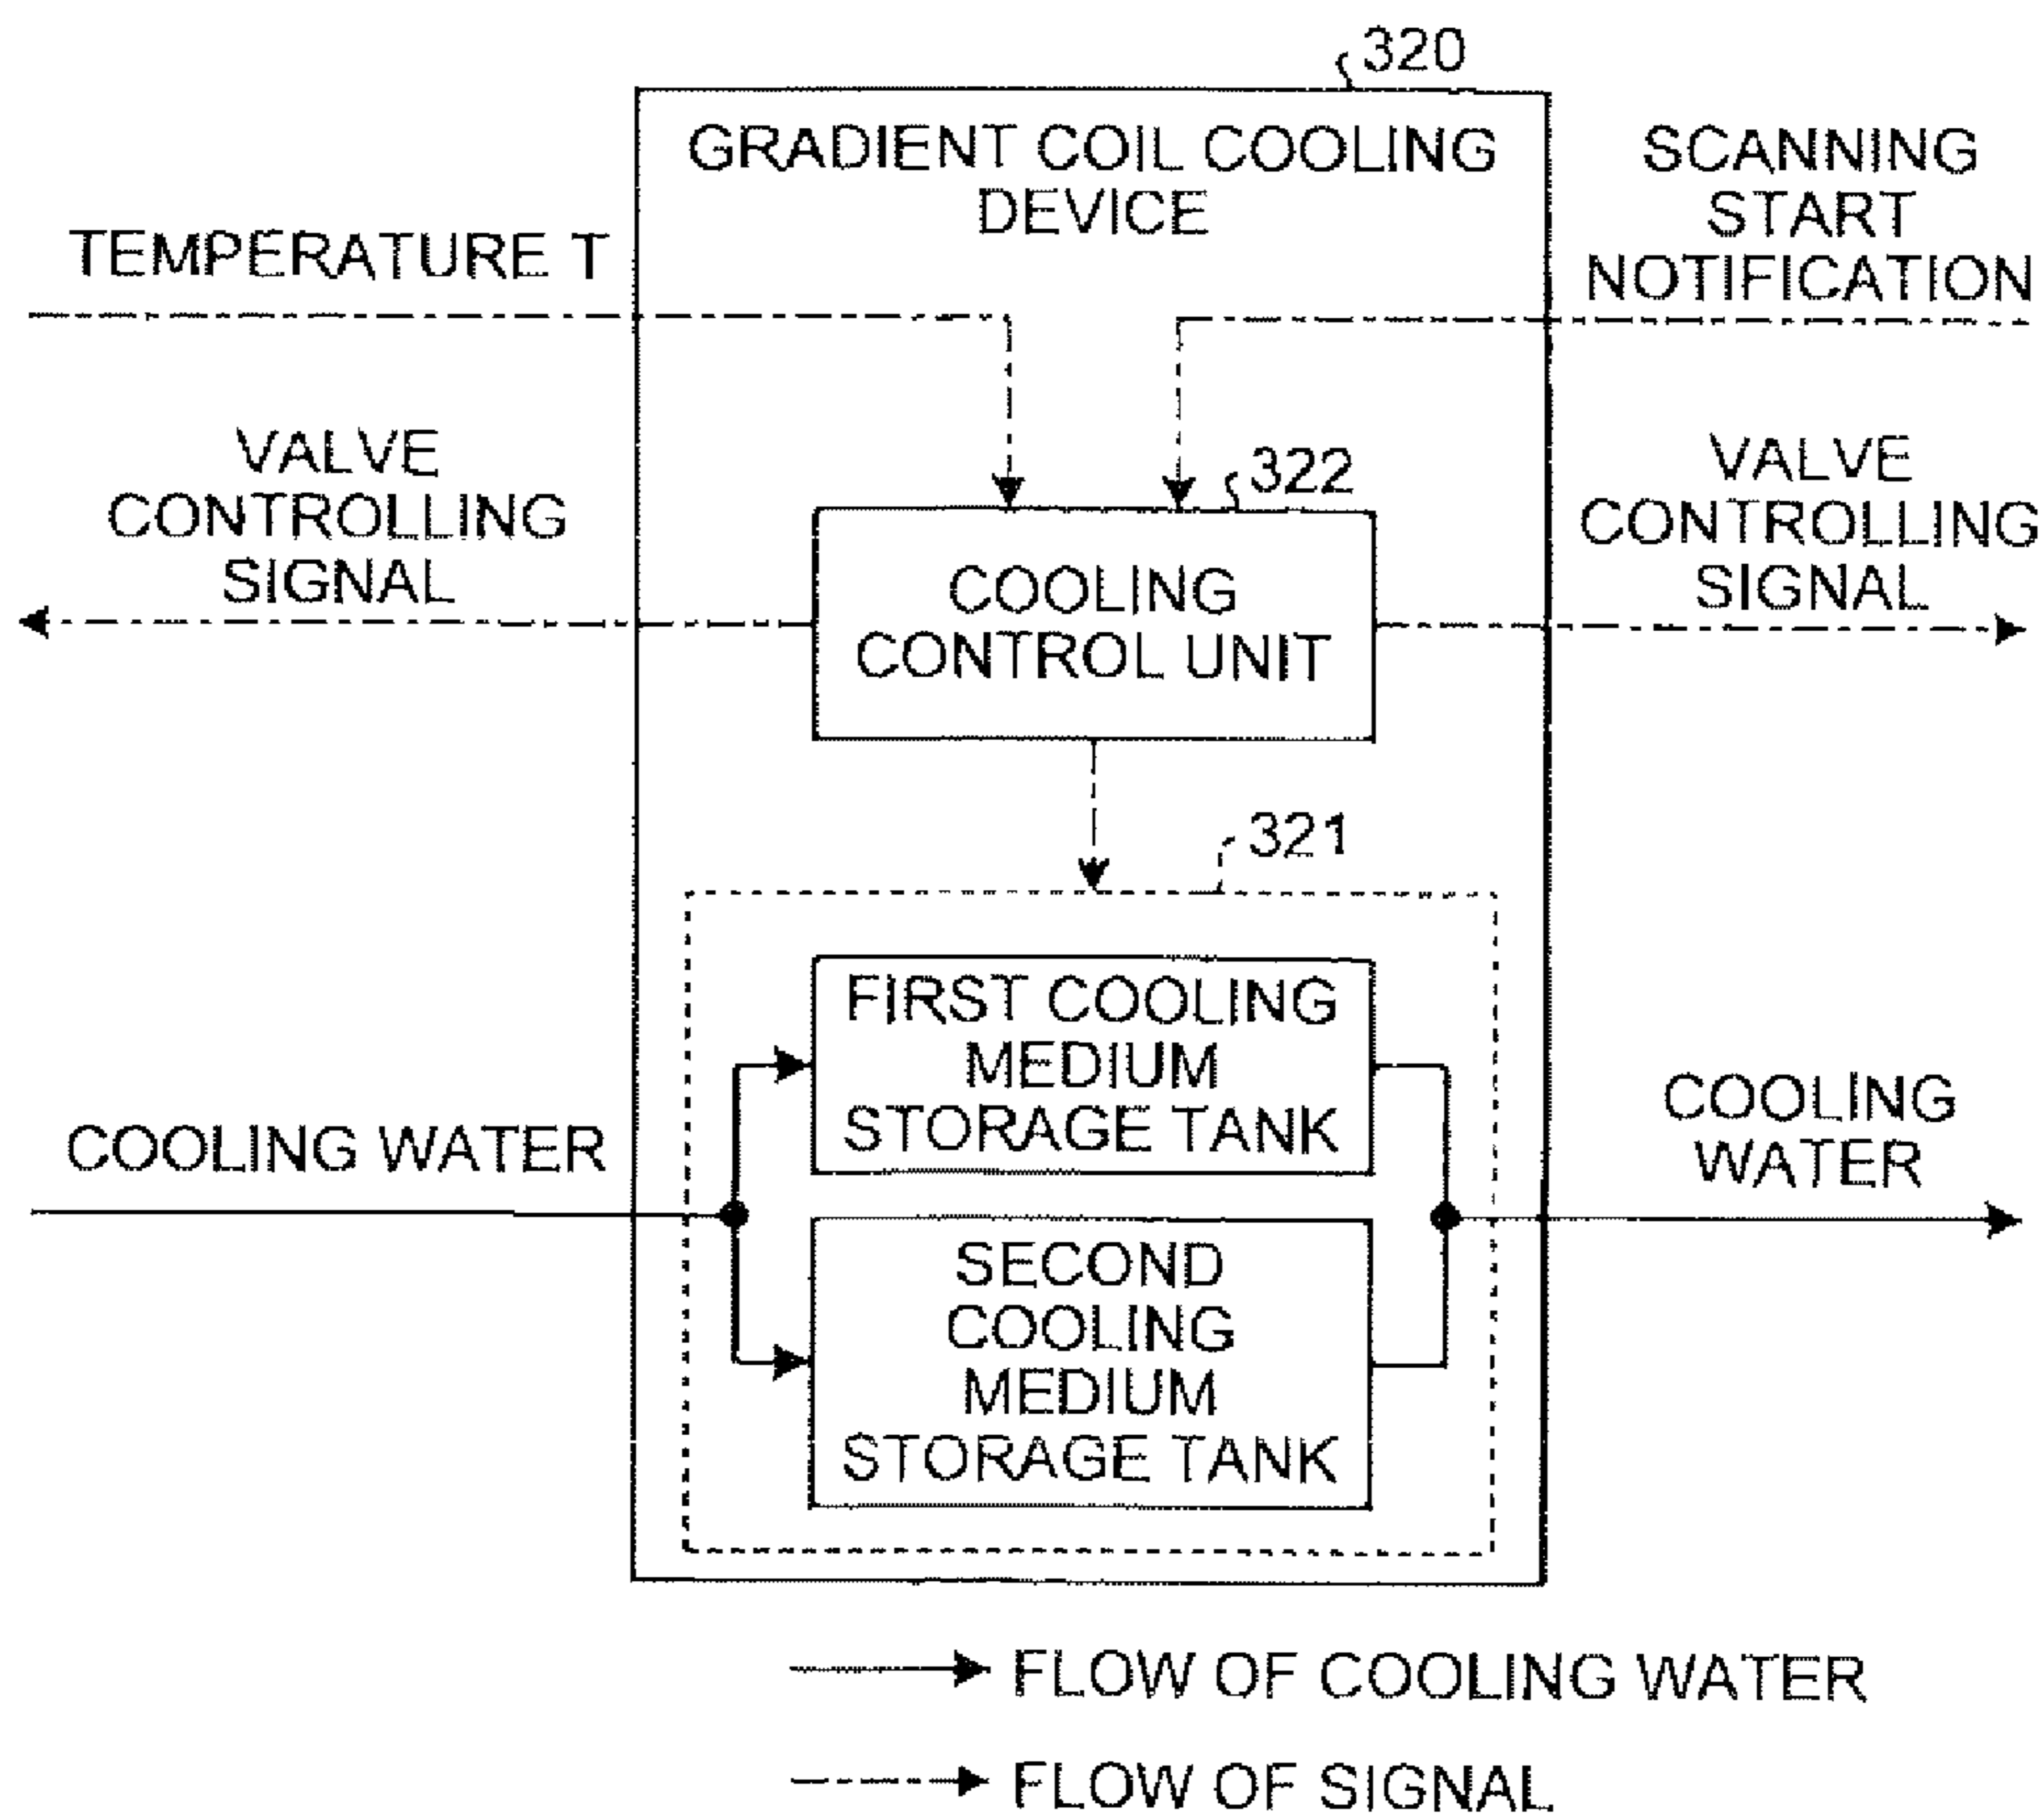 320
GRADIENT COIL COOLING
DEVICE
TEMPERATURE T
SCANNING
START
NOTIFICATION
VALVE
CONTROLLING
SIGNAL
322
COOLING
CONTROL UNIT
VALVE
CONTROLLING
SIGNAL
321
FIRST COOLING
MEDIUM
STORAGE TANK
COOLING WATER
COOLING
WATER
SECOND
COOLING
MEDIUM
STORAGE TANK
FLOW OF COOLING WATER
FLOW OF SIGNAL